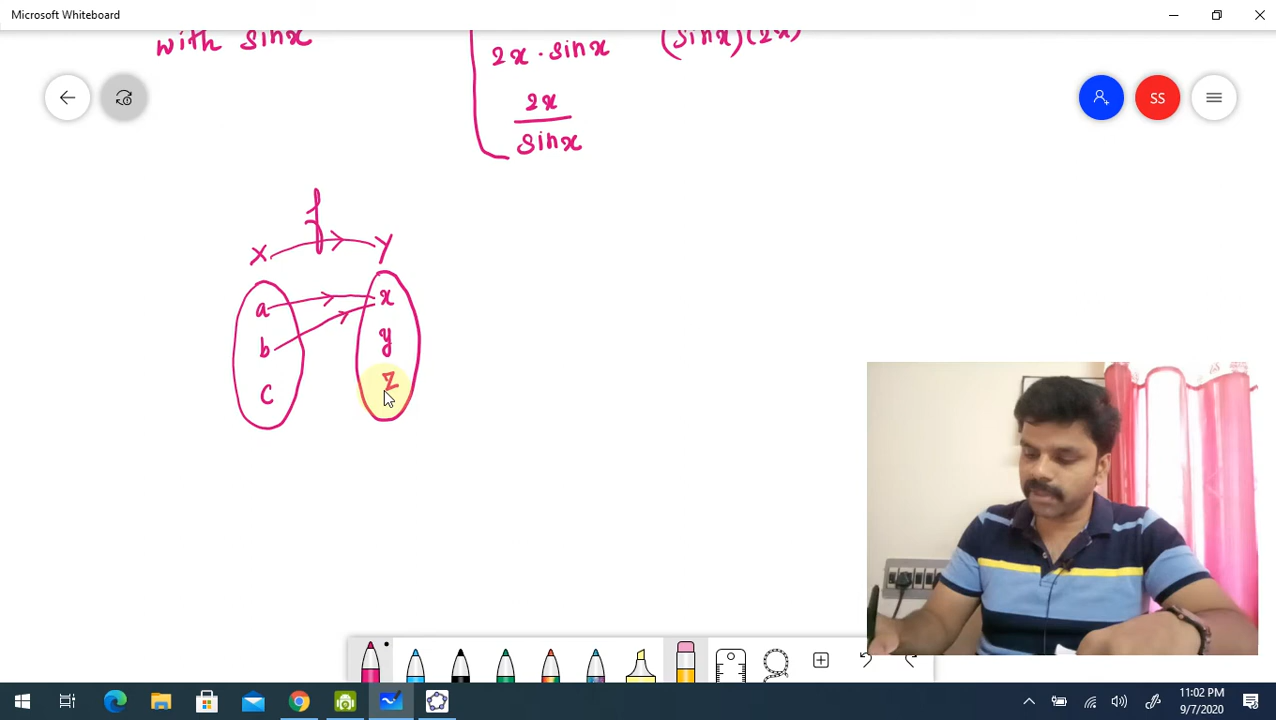 Microsoft Whiteboard
with sinx
2x · sinx (sinx)(2x)
2x
sinx
SS
f
X Y
a x
b y
c z
11:02 PM
9/7/2020